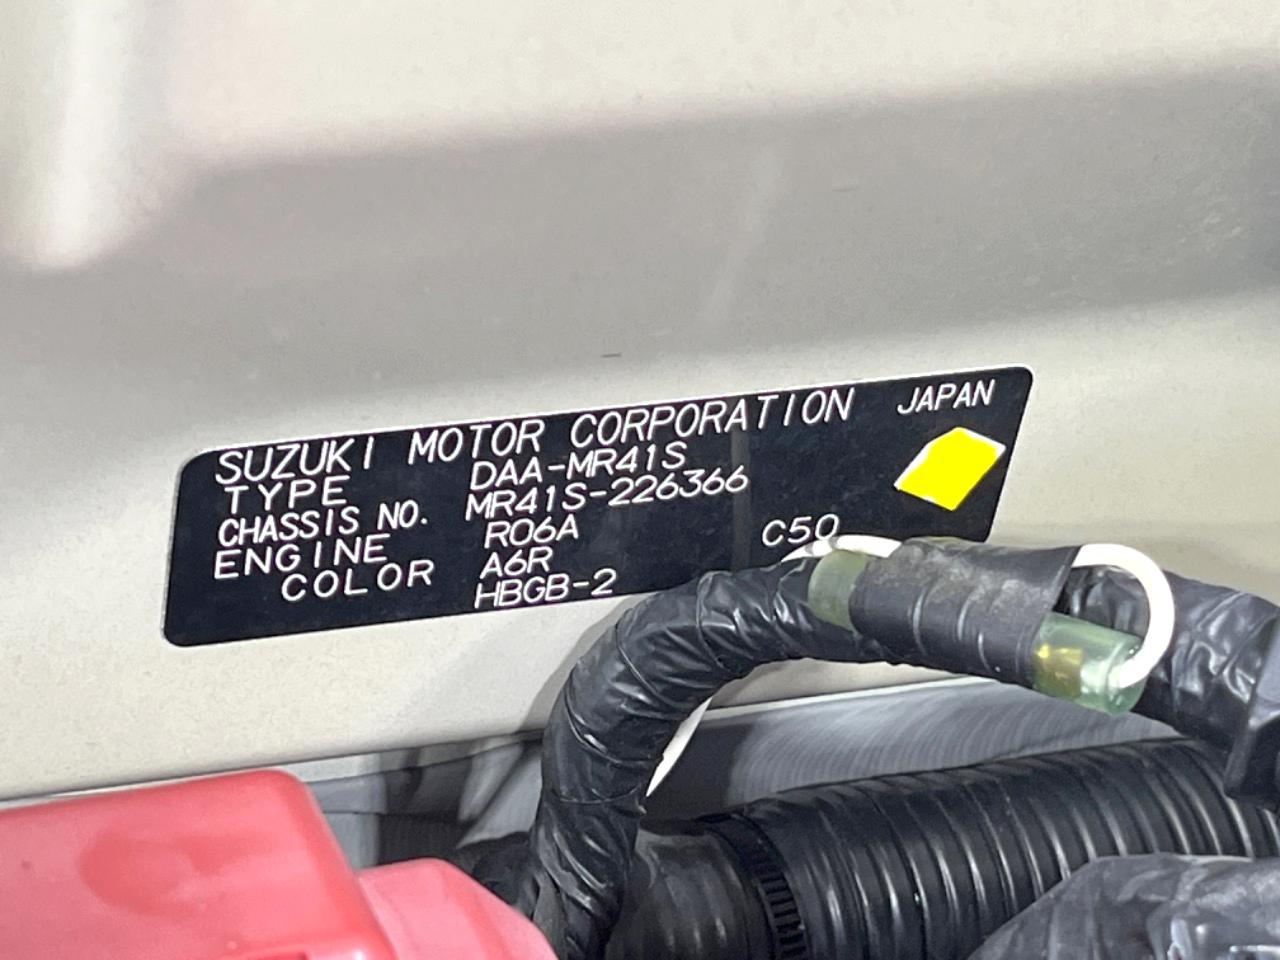 SUZUKI MOTOR CORPORATION JAPAN
TYPE DAA-MR41S
CHASSIS NO. MR41S-226366
ENGINE R06A C50
COLOR A6R
HBGB-2